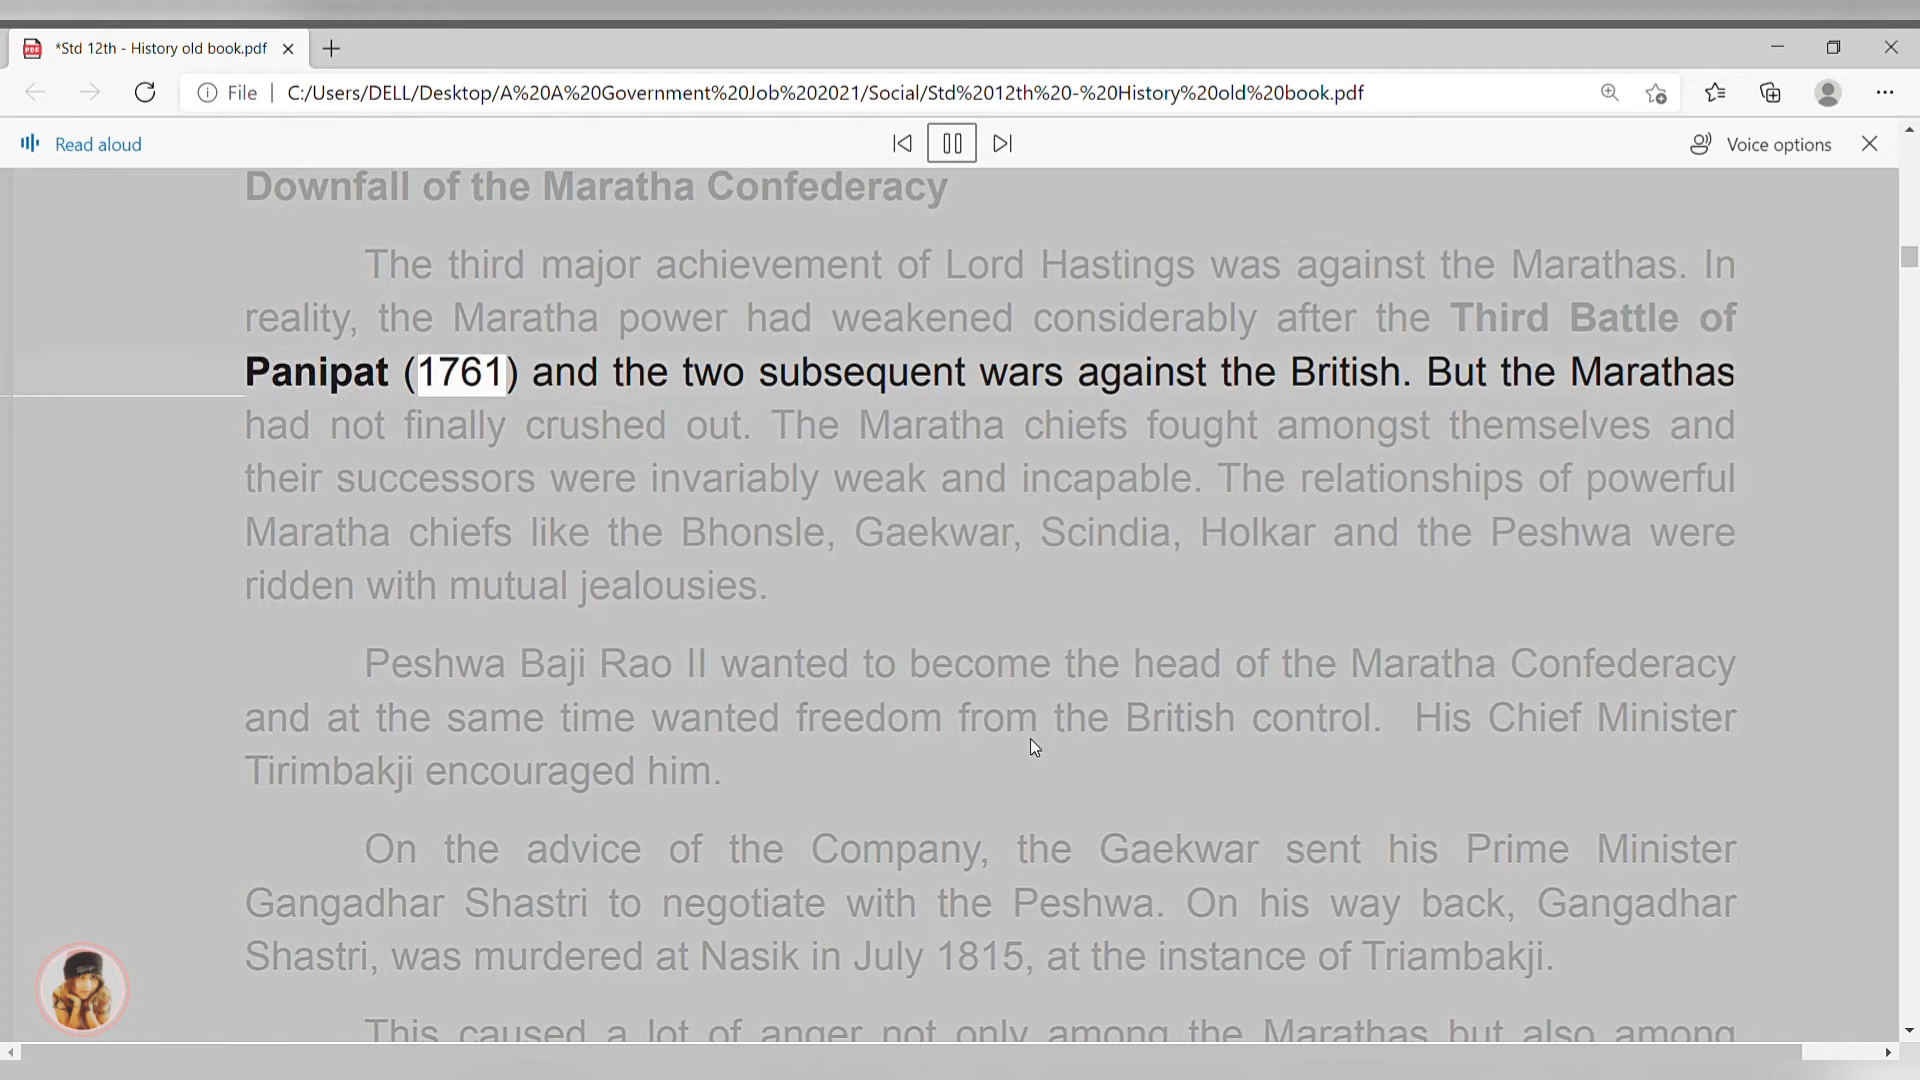 *Std 12th - History old book.pdf
File
C:/Users/DELL/Desktop/A%20A%20Government%20Job%202021/Social/Std%2012th%20-%20History%20old%20book.pdf
Read aloud
Voice options
Downfall of the Maratha Confederacy
The third major achievement of Lord Hastings was against the Marathas. In
reality, the Maratha power had weakened considerably after the Third Battle of
Panipat (1761) and the two subsequent wars against the British. But the Marathas
had not finally crushed out. The Maratha chiefs fought amongst themselves and
their successors were invariably weak and incapable. The relationships of powerful
Maratha chiefs like the Bhonsle, Gaekwar, Scindia, Holkar and the Peshwa were
ridden with mutual jealousies.
Peshwa Baji Rao II wanted to become the head of the Maratha Confederacy
and at the same time wanted freedom from the British control. His Chief Minister
Tirimbakji encouraged him.
On the advice of the Company, the Gaekwar sent his Prime Minister
Gangadhar Shastri to negotiate with the Peshwa. On his way back, Gangadhar
Shastri, was murdered at Nasik in July 1815, at the instance of Triambakji.
This caused a lot of anger not only among the Marathas but also among